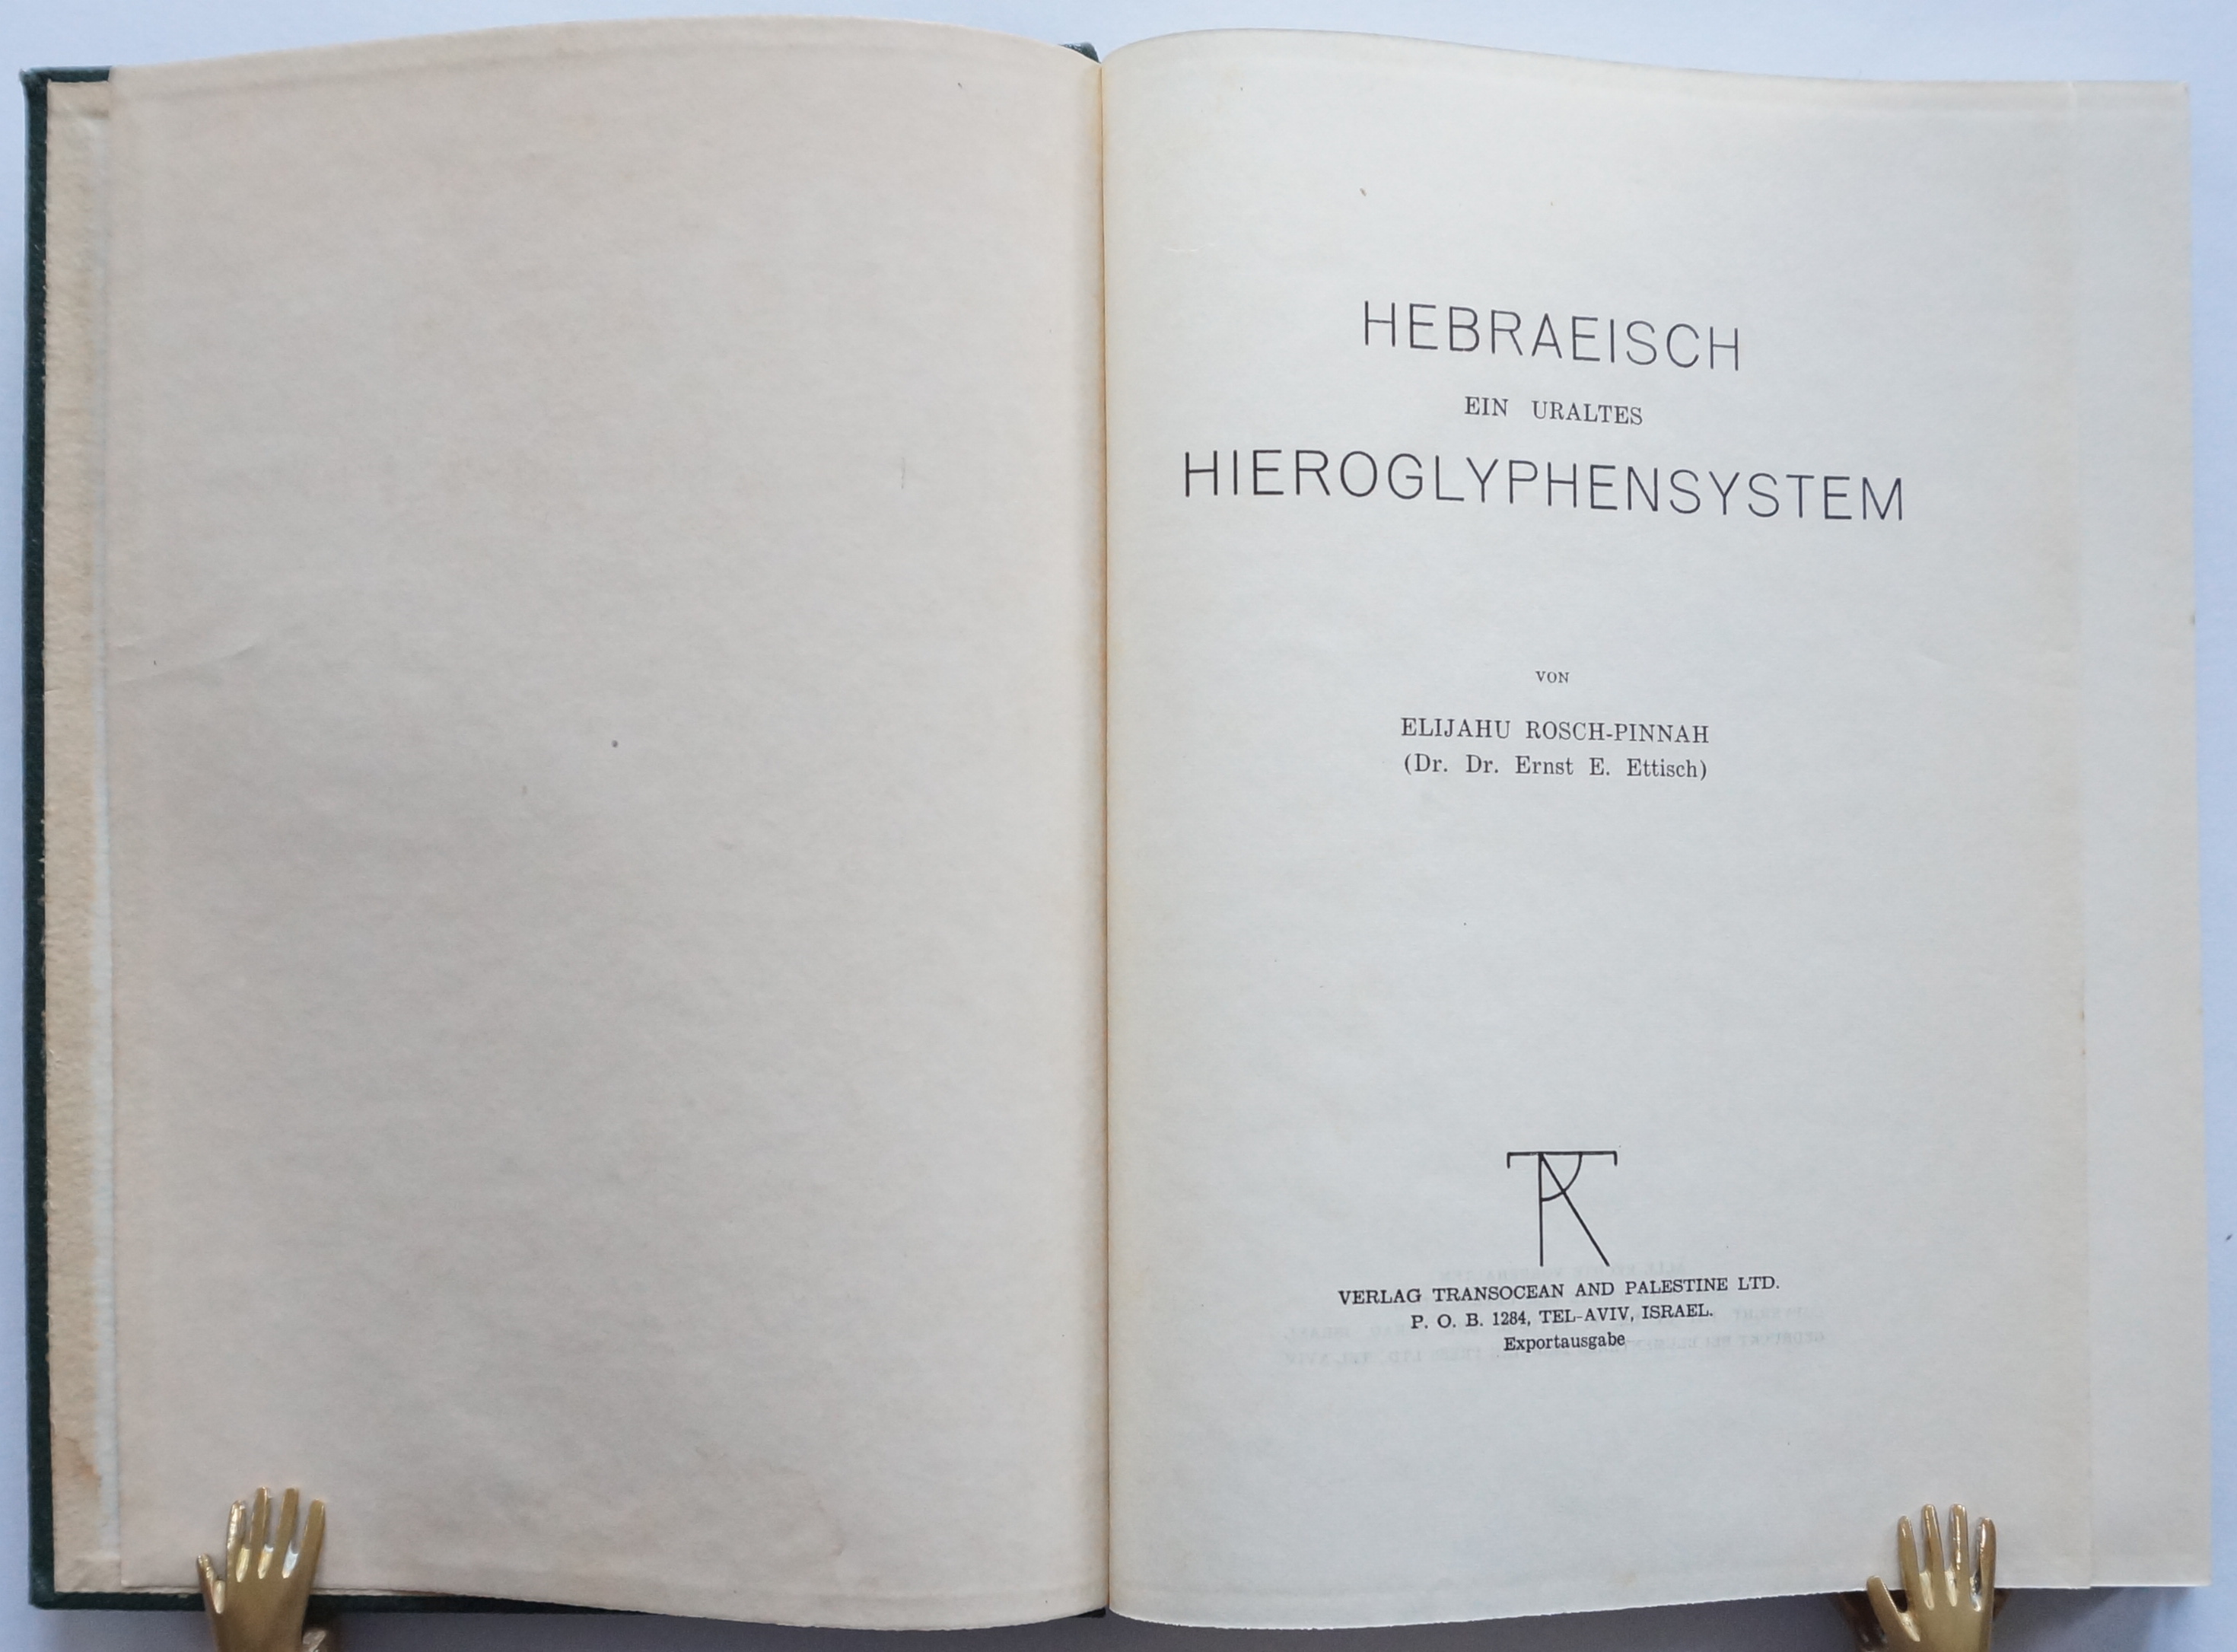 HEBRAEISCH
EIN URALTES
HIEROGLYPHENSYSTEM
VON
ELIJAHU ROSCH-PINNAH
(Dr. Dr. Ernst E. Ettisch)
VERLAG TRANSOCEAN AND PALESTINE LTD.
P. O. B. 1284, TEL-AVIV, ISRAEL.
Exportausgabe